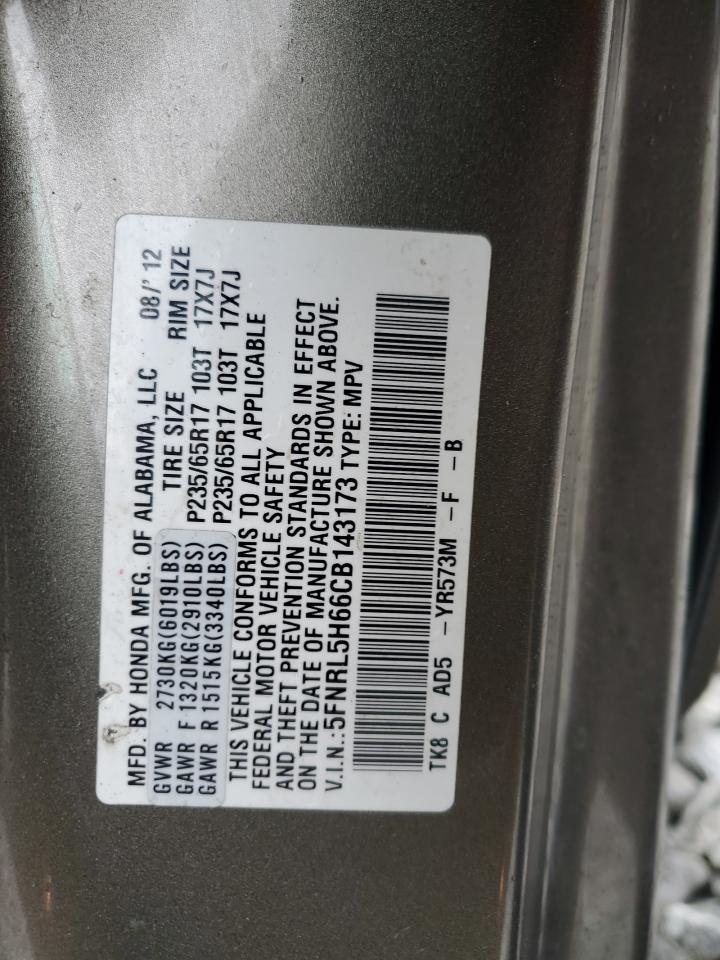 MFD. BY HONDA MFG. OF ALABAMA, LLC 08/'12
GVWR 2730KG(6019LBS) TIRE SIZE RIM SIZE
GAWR F 1320KG(2910LBS) P235/65R17 103T 17X7J
GAWR R 1515KG(3340LBS) P235/65R17 103T 17X7J
THIS VEHICLE CONFORMS TO ALL APPLICABLE
FEDERAL MOTOR VEHICLE SAFETY
AND THEFT PREVENTION STANDARDS IN EFFECT
ON THE DATE OF MANUFACTURE SHOWN ABOVE.
V.I.N.:5FNRL5H66CB143173 TYPE: MPV
TK8 C AD5 -YR573M -F -B